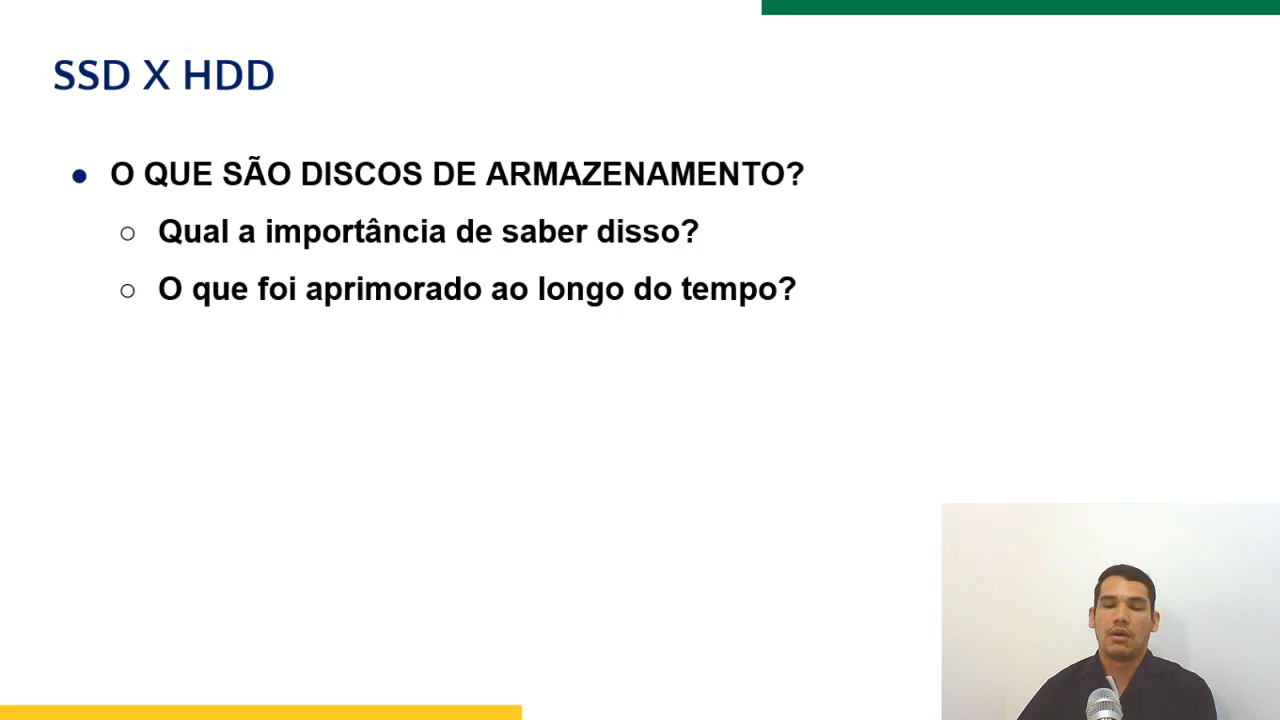 SSD X HDD
O QUE SÃO DISCOS DE ARMAZENAMENTO?
Qual a importância de saber disso?
O que foi aprimorado ao longo do tempo?